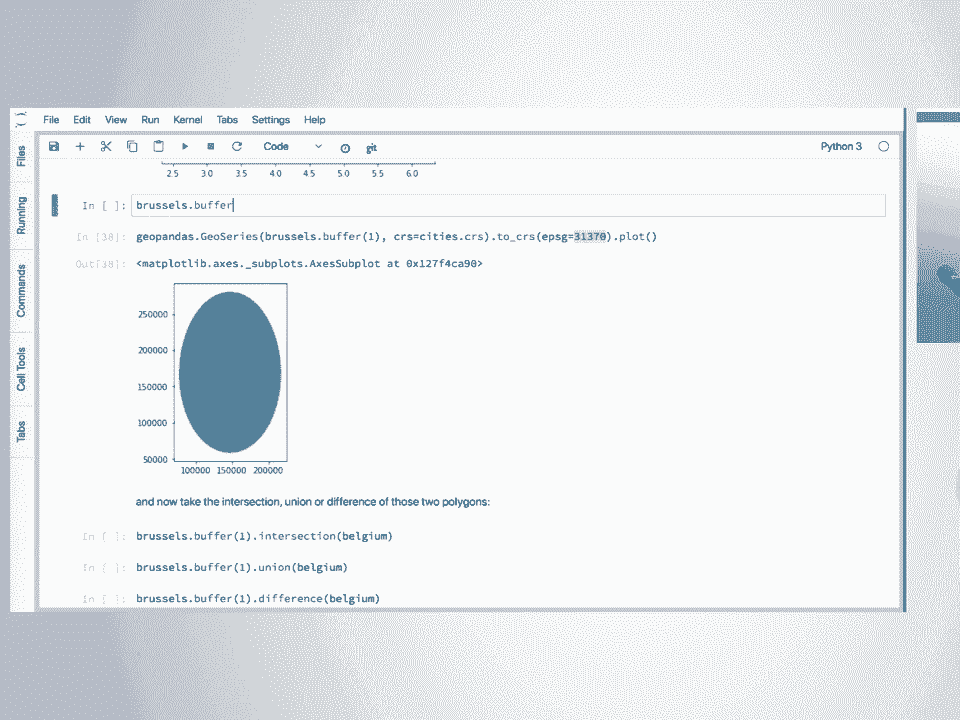 File Edit View Run Kernel Tabs Settings Help
Code git Python 3
Files
Running
Commands
Cell Tools
Tabs
2.5 3.0 3.5 4.0 4.5 5.0 5.5 6.0
In [ ]: brussels.buffer
In [38]: geopandas.GeoSeries(brussels.buffer(1), crs=cities.crs).to_crs(epsg=31370).plot()
Out[38]: <matplotlib.axes._subplots.AxesSubplot at 0x127f4ca90>
250000
200000
150000
100000
50000
100000 150000 200000
and now take the intersection, union or difference of those two polygons:
In [ ]: brussels.buffer(1).intersection(belgium)
In [ ]: brussels.buffer(1).union(belgium)
In [ ]: brussels.buffer(1).difference(belgium)